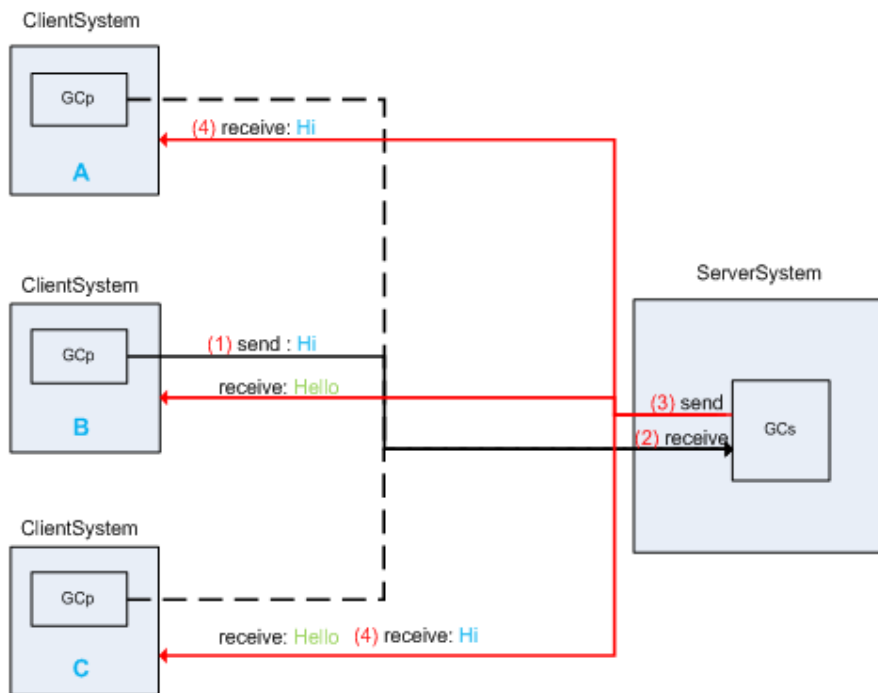 ClientSystem
GCp
(4) receive: Hi
A
ClientSystem
ServerSystem
GCp
(1) send : Hi
receive: Hello
B
(3) send
GCs
(2) receive
ClientSystem
GCp
receive: Hello (4) receive: Hi
C